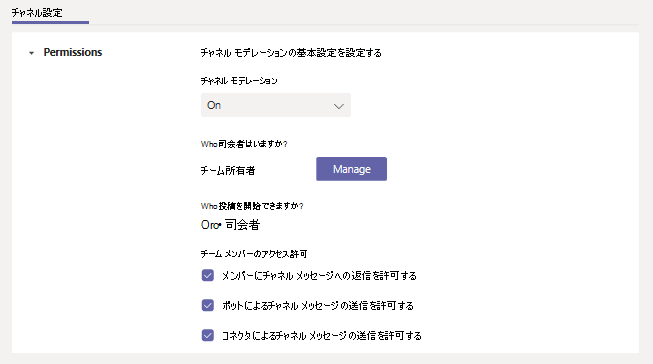 チャネル設定
Permissions
チャネル モデレーションの基本設定を設定する
チャネル モデレーション
On
Who司会者はいますか?
チーム所有者
Manage
Who投稿を開始できますか?
Oro• 司会者
チーム メンバーのアクセス許可
メンバーにチャネル メッセージへの返信を許可する
ボットによるチャネル メッセージの送信を許可する
コネクタによるチャネル メッセージの送信を許可する